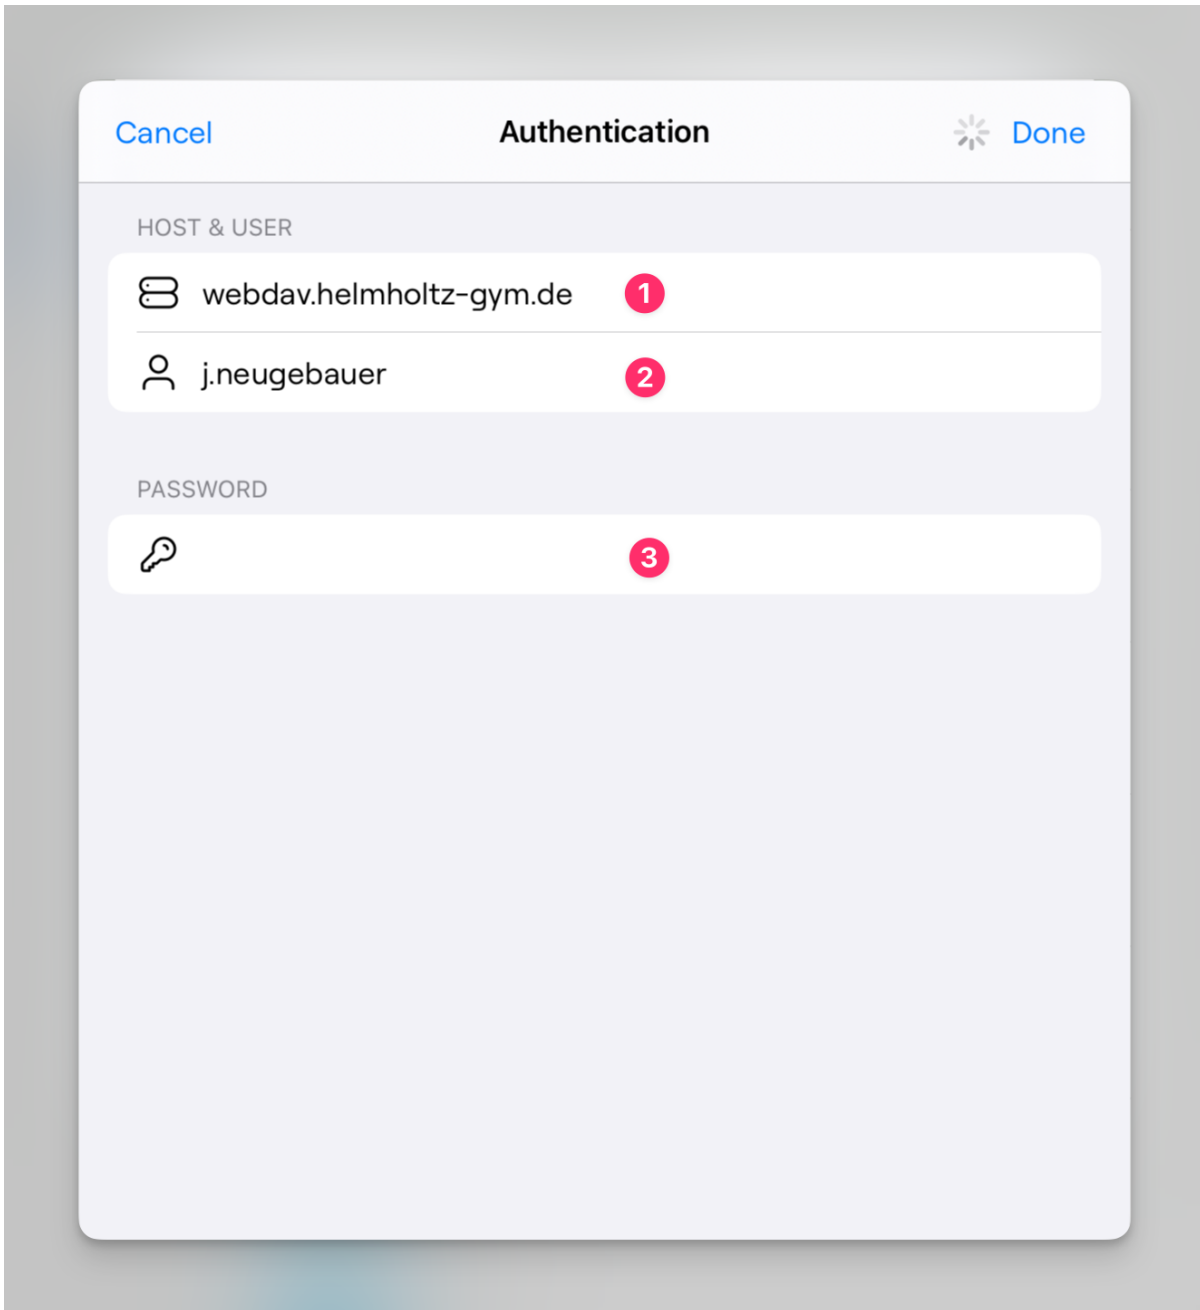 Cancel Authentication Done
HOST & USER
webdav.helmholtz-gym.de 1
j.neugebauer 2
PASSWORD
3